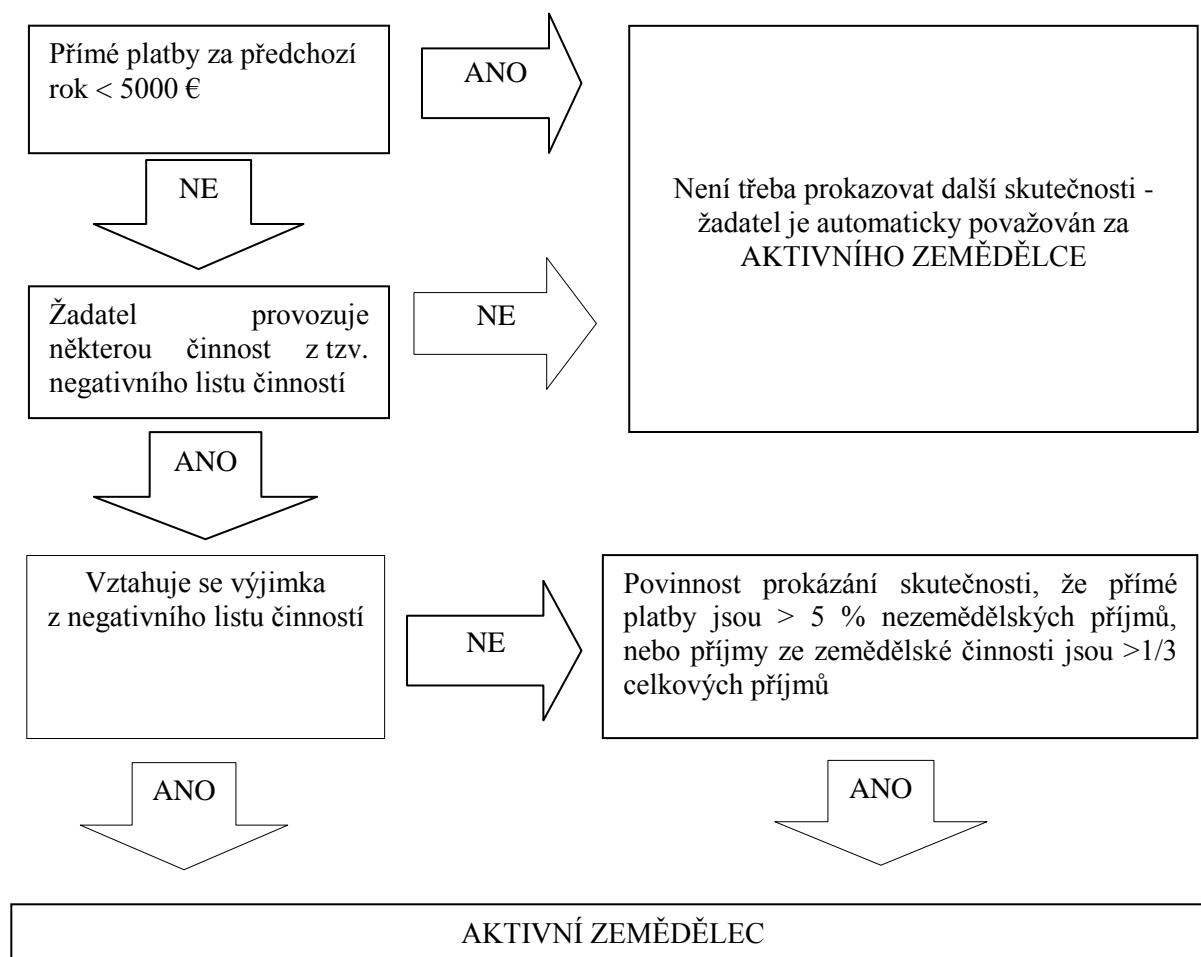 Přímé platby za předchozí
rok < 5000 €
ANO
Není třeba prokazovat další skutečnosti -
žadatel je automaticky považován za
AKTIVNÍHO ZEMĚDĚLCE
NE
Žadatel provozuje
některou činnost z tzv.
negativního listu činností
NE
ANO
Vztahuje se výjimka
z negativního listu činností
NE
Povinnost prokázání skutečnosti, že přímé
platby jsou > 5 % nezemědělských příjmů,
nebo příjmy ze zemědělské činnosti jsou >1/3
celkových příjmů
ANO
ANO
AKTIVNÍ ZEMĚDĚLEC